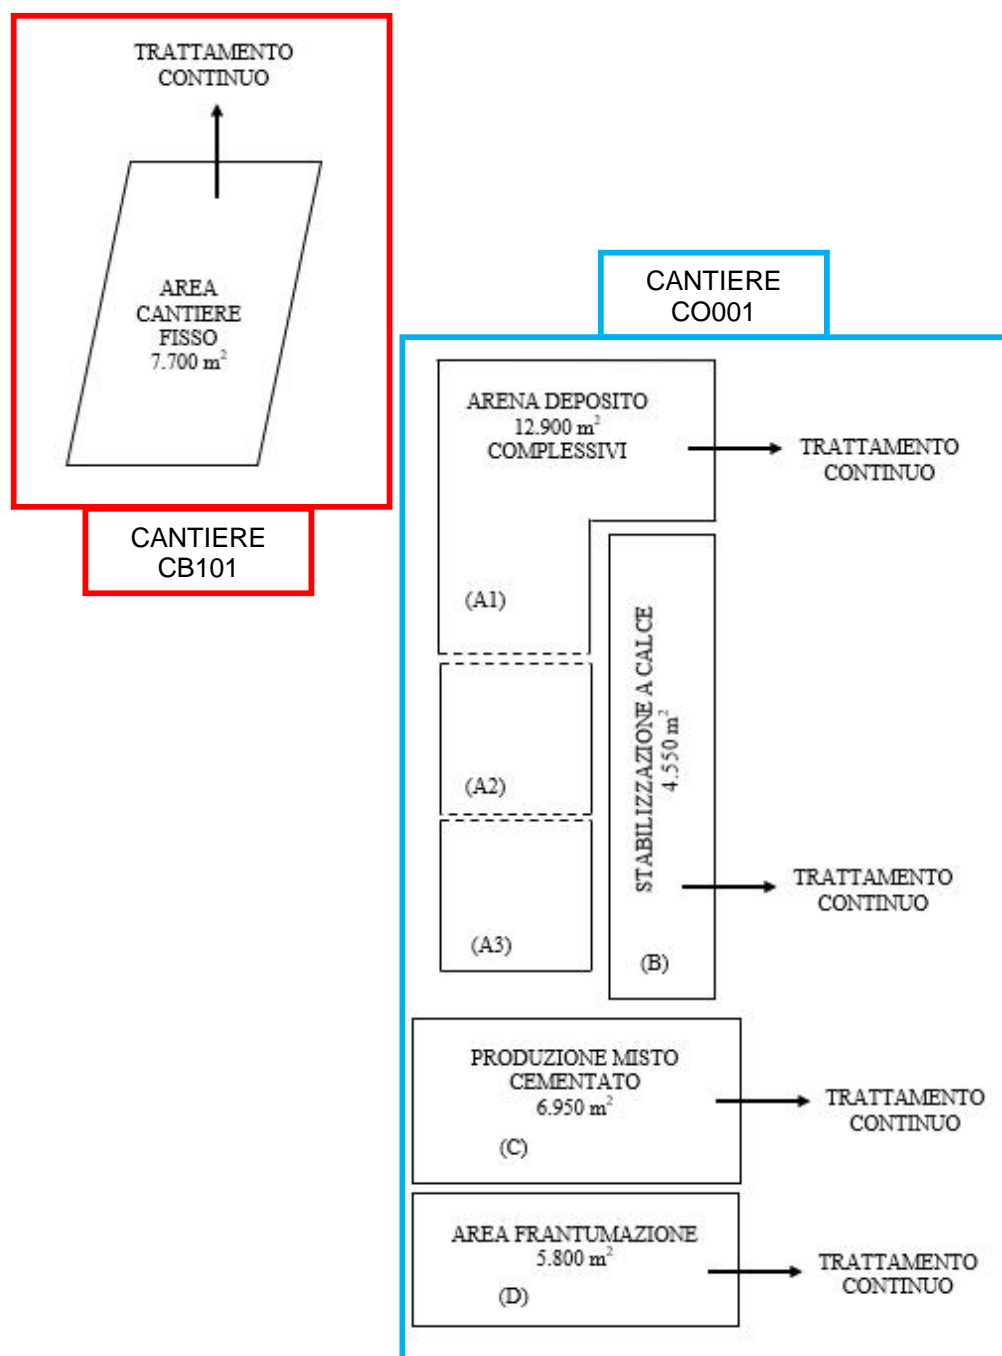 TRATTAMENTO
CONTINUO
AREA
CANTIERE
FISSO
7.700 m²
CANTIERE
CB101
CANTIERE
CO001
ARENA DEPOSITO
12.900 m²
COMPLESSIVI
TRATTAMENTO
CONTINUO
(A1)
(A2)
(A3)
STABILIZZAZIONE A CALCE
4.550 m²
(B)
TRATTAMENTO
CONTINUO
PRODUZIONE MISTO
CEMENTATO
6.950 m²
(C)
TRATTAMENTO
CONTINUO
AREA FRANTUMAZIONE
5.800 m²
(D)
TRATTAMENTO
CONTINUO